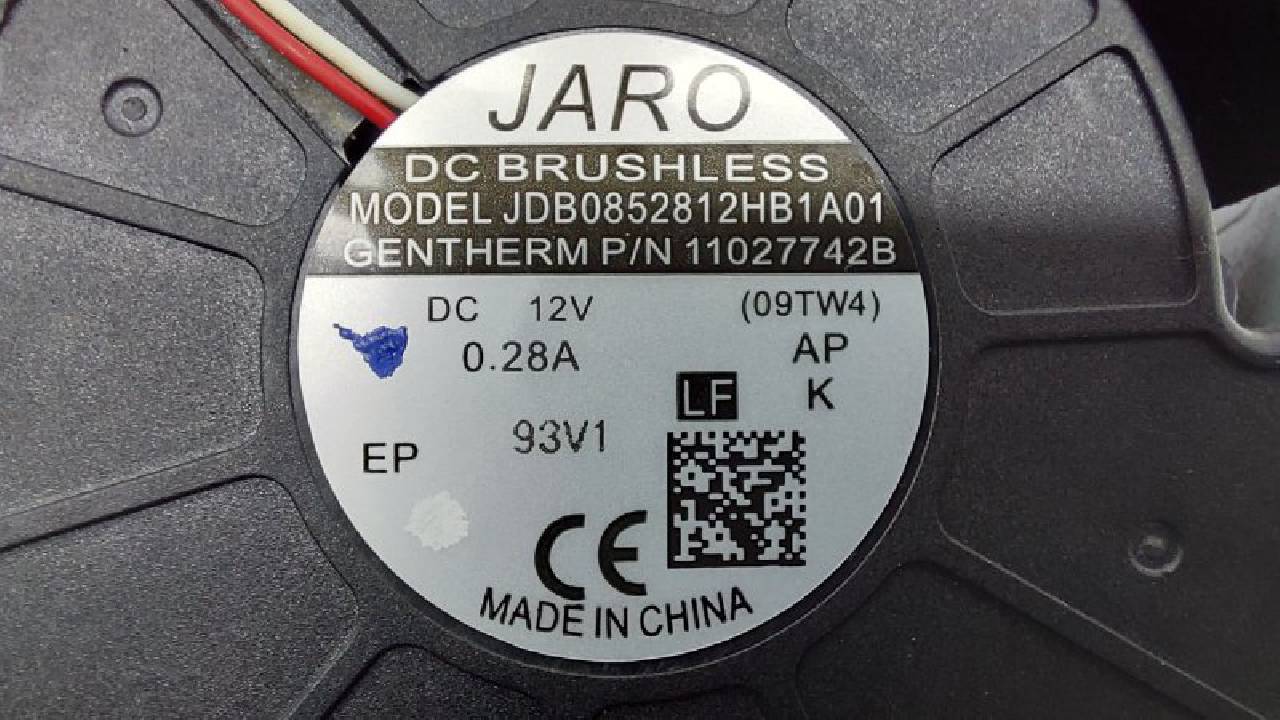 JARO
DC BRUSHLESS
MODEL JDB0852812HB1A01
GENTHERM P/N 11027742B
DC 12V (09TW4)
0.28A AP
LF K
EP 93V1
CE
MADE IN CHINA